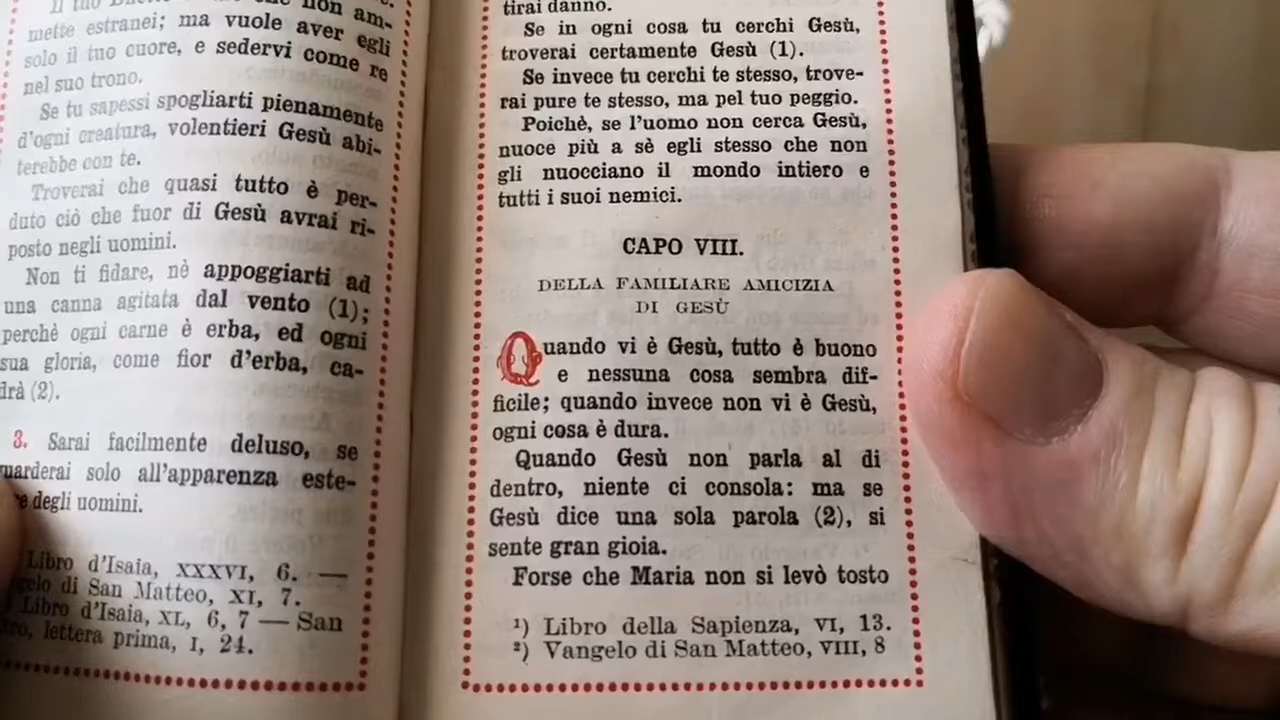 non am-
mette estranei; ma vuole aver egli
solo il tuo cuore, e sedervi come re
nel suo trono.
Se tu sapessi spogliarti pienamente
d'ogni creatura, volentieri Gesù abi-
terebbe con te.
Troverai che quasi tutto è per-
duto ciò che fuor di Gesù avrai ri-
posto negli uomini.
Non ti fidare, nè appoggiarti ad
una canna agitata dal vento (1);
perchè ogni carne è erba, ed ogni
sua gloria, come fior d'erba, ca-
drà (2).
3. Sarai facilmente deluso, se
guarderai solo all'apparenza este-
re degli uomini.
Libro d'Isaia, XXXVI, 6. —
gelo di San Matteo, XI, 7.
Libro d'Isaia, XL, 6, 7 — San
tro, lettera prima, I, 24.
tirai danno.
Se in ogni cosa tu cerchi Gesù,
troverai certamente Gesù (1).
Se invece tu cerchi te stesso, trove-
rai pure te stesso, ma pel tuo peggio.
Poichè, se l'uomo non cerca Gesù,
nuoce più a sè egli stesso che non
gli nuocciano il mondo intiero e
tutti i suoi nemici.
CAPO VIII.
DELLA FAMILIARE AMICIZIA
DI GESÙ
Quando vi è Gesù, tutto è buono
e nessuna cosa sembra dif-
ficile; quando invece non vi è Gesù,
ogni cosa è dura.
Quando Gesù non parla al di
dentro, niente ci consola: ma se
Gesù dice una sola parola (2), si
sente gran gioia.
Forse che Maria non si levò tosto
¹) Libro della Sapienza, VI, 13.
²) Vangelo di San Matteo, VIII, 8